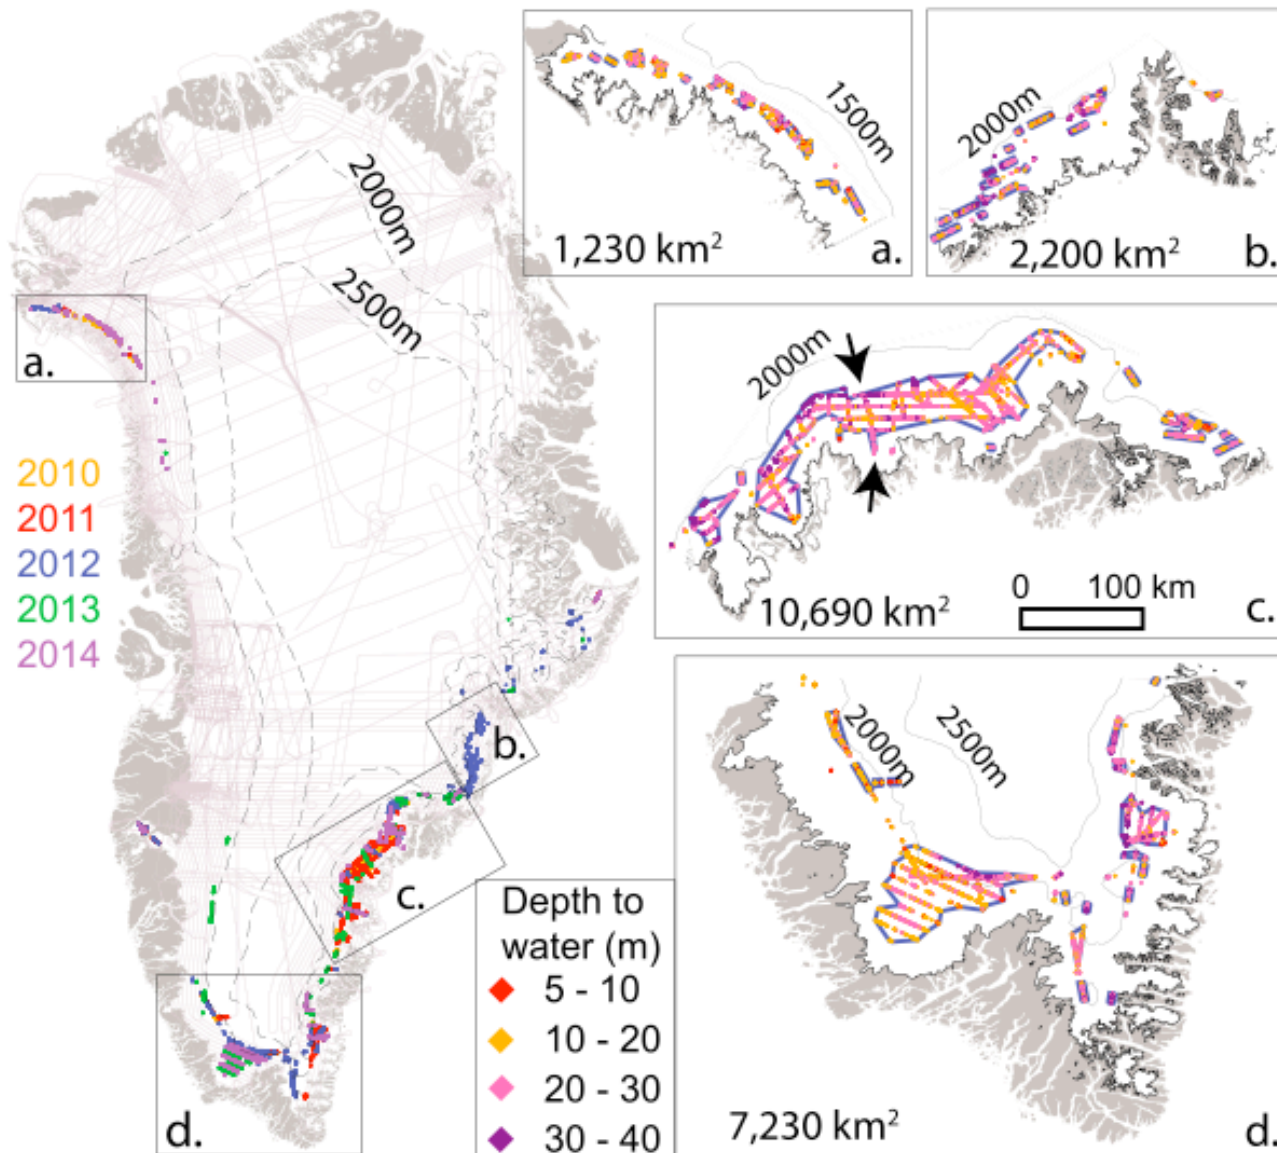 2000m
2500m
a.
2010
2011
2012
2013
2014
b.
c.
d.
Depth to
water (m)
5 - 10
10 - 20
20 - 30
30 - 40
1500m
1,230 km²
a.
2000m
2,200 km²
b.
2000m
0 100 km
10,690 km²
c.
2000m
2500m
7,230 km²
d.